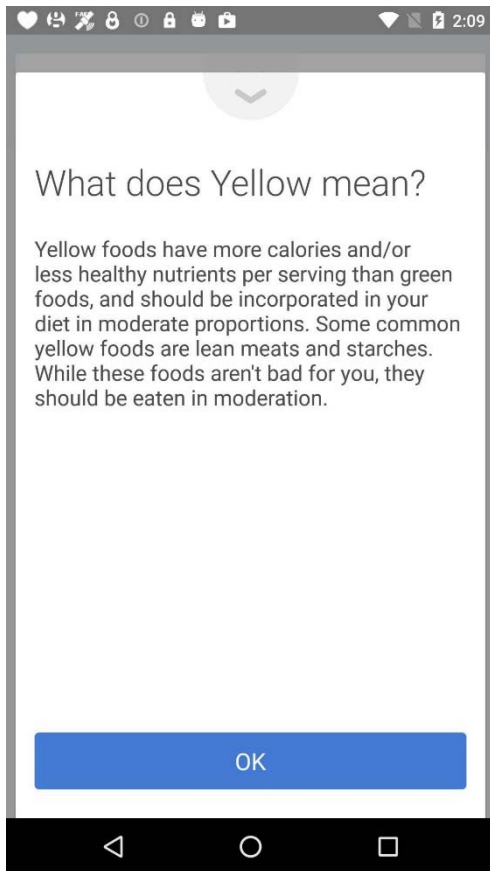 2:09
What does Yellow mean?
Yellow foods have more calories and/or
less healthy nutrients per serving than green
foods, and should be incorporated in your
diet in moderate proportions. Some common
yellow foods are lean meats and starches.
While these foods aren't bad for you, they
should be eaten in moderation.
OK